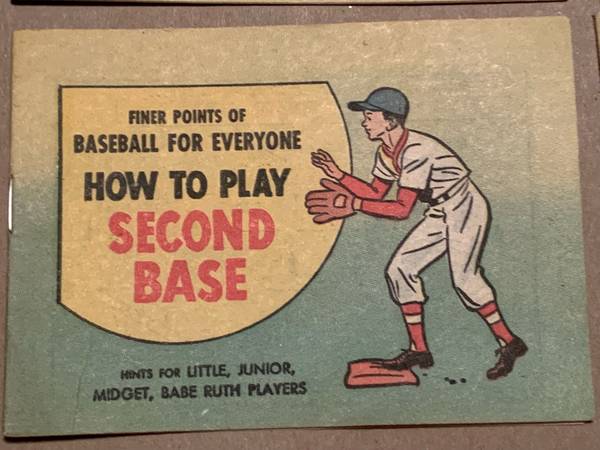 FINER POINTS OF
BASEBALL FOR EVERYONE
HOW TO PLAY
SECOND
BASE
HINTS FOR LITTLE, JUNIOR,
MIDGET, BABE RUTH PLAYERS